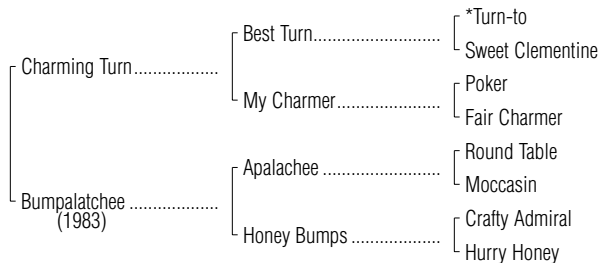 *Turn-to
Best Turn
Sweet Clementine
Charming Turn
Poker
My Charmer
Fair Charmer
Round Table
Apalachee
Moccasin
Bumpalatchee
(1983)
Crafty Admiral
Honey Bumps
Hurry Honey